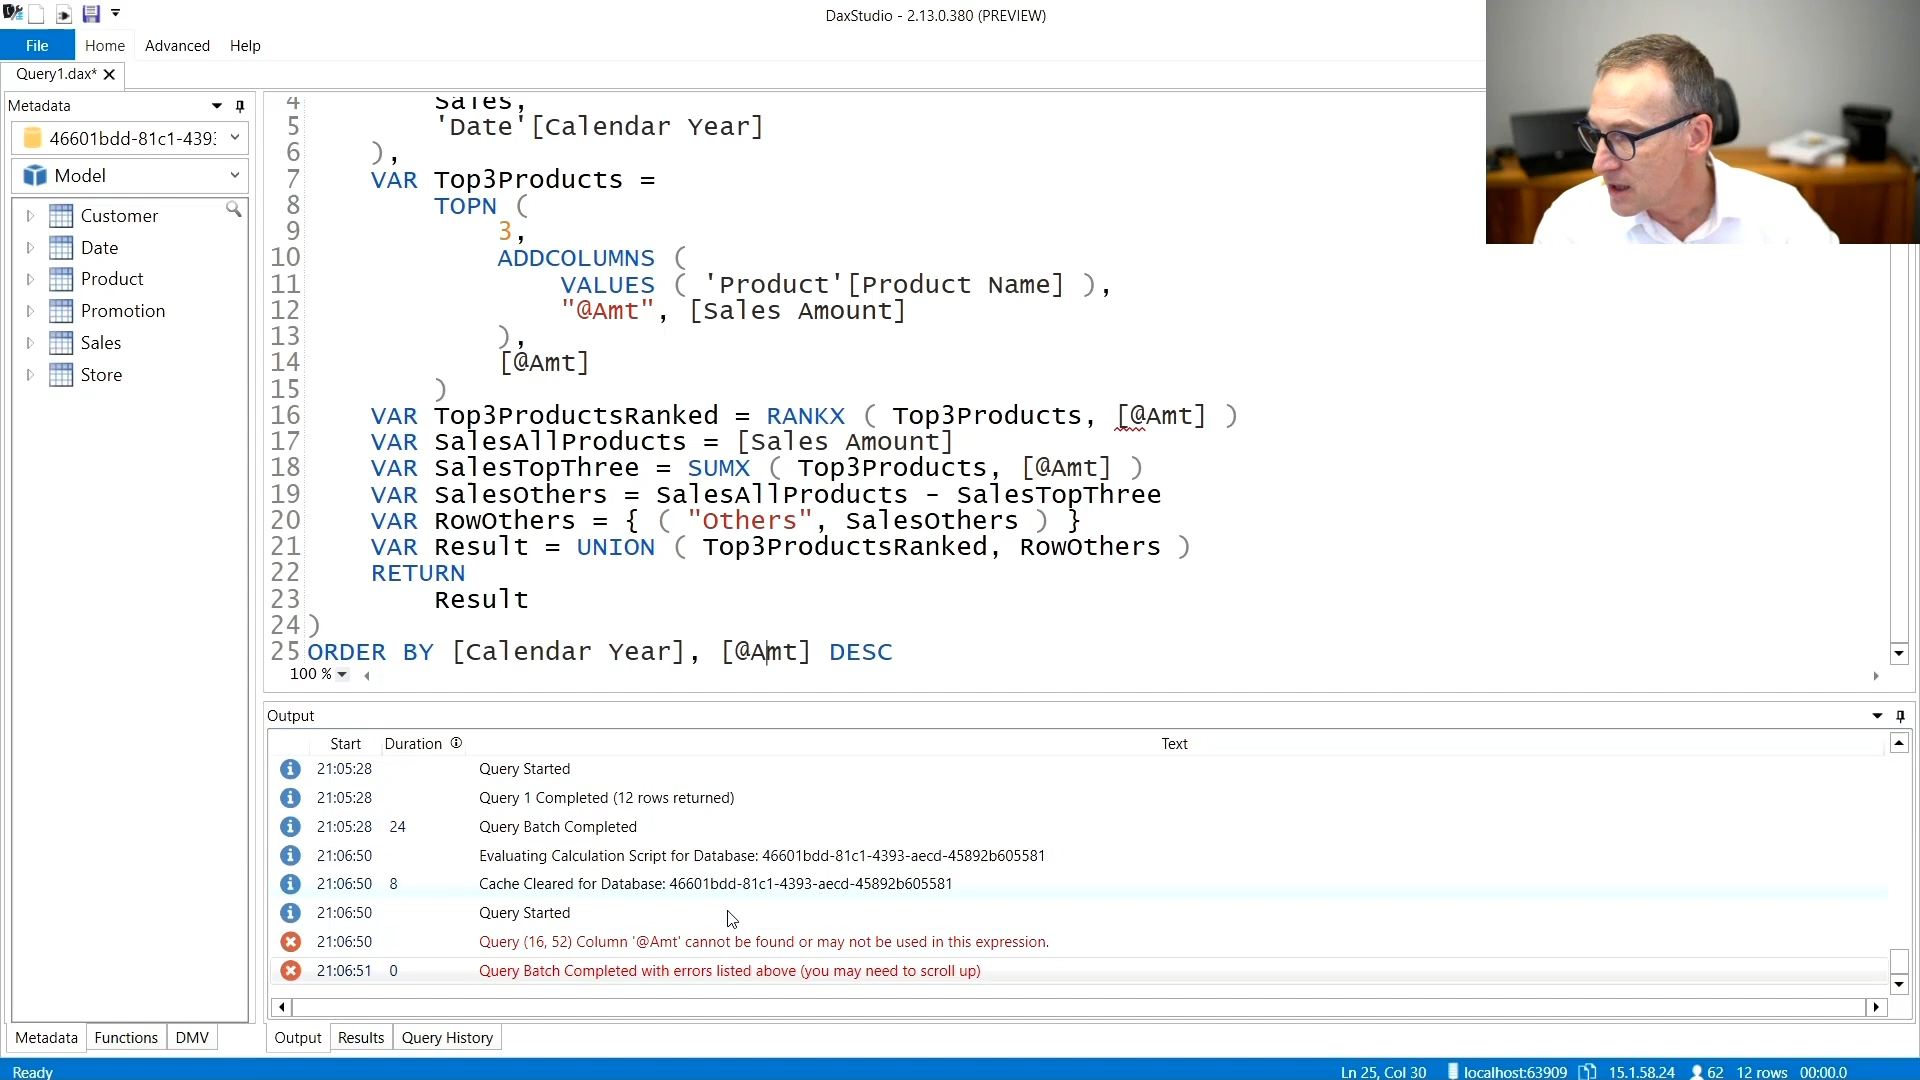 DaxStudio - 2.13.0.380 (PREVIEW)
File Home Advanced Help
Query1.dax*
Metadata
46601bdd-81c1-4393
Model
Customer
Date
Product
Promotion
Sales
Store
4 Sales,
5 'Date'[Calendar Year]
6 ),
7 VAR Top3Products =
8 TOPN (
9 3,
10 ADDCOLUMNS (
11 VALUES ( 'Product'[Product Name] ),
12 "@Amt", [Sales Amount]
13 ),
14 [@Amt]
15 )
16 VAR Top3ProductsRanked = RANKX ( Top3Products, [@Amt] )
17 VAR SalesAllProducts = [Sales Amount]
18 VAR SalesTopThree = SUMX ( Top3Products, [@Amt] )
19 VAR SalesOthers = SalesAllProducts - SalesTopThree
20 VAR RowOthers = { ( "Others", SalesOthers ) }
21 VAR Result = UNION ( Top3ProductsRanked, RowOthers )
22 RETURN
23 Result
24 )
25 ORDER BY [Calendar Year], [@Amt] DESC
100 %
Output
Start Duration Text
21:05:28 Query Started
21:05:28 Query 1 Completed (12 rows returned)
21:05:28 24 Query Batch Completed
21:06:50 Evaluating Calculation Script for Database: 46601bdd-81c1-4393-aecd-45892b605581
21:06:50 8 Cache Cleared for Database: 46601bdd-81c1-4393-aecd-45892b605581
21:06:50 Query Started
21:06:50 Query (16, 52) Column '@Amt' cannot be found or may not be used in this expression.
21:06:51 0 Query Batch Completed with errors listed above (you may need to scroll up)
Metadata Functions DMV
Output Results Query History
Ready Ln 25, Col 30 localhost:63909 15.1.58.24 62 12 rows 00:00.0